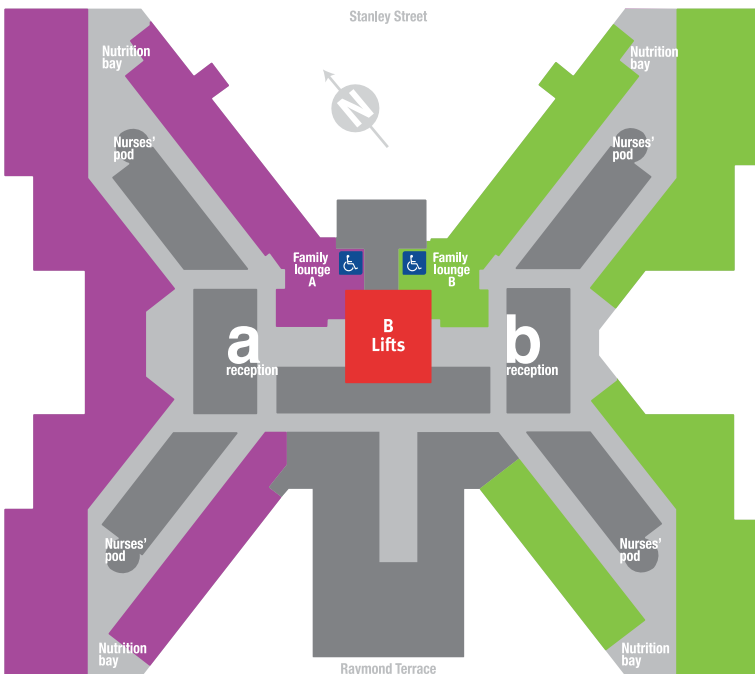 Stanley Street
Nutrition
bay
Nutrition
bay
N
Nurses'
pod
Nurses'
pod
Family
lounge
A
Family
lounge
B
B
Lifts
a
reception
b
reception
Nurses'
pod
Nurses'
pod
Nutrition
bay
Nutrition
bay
Raymond Terrace